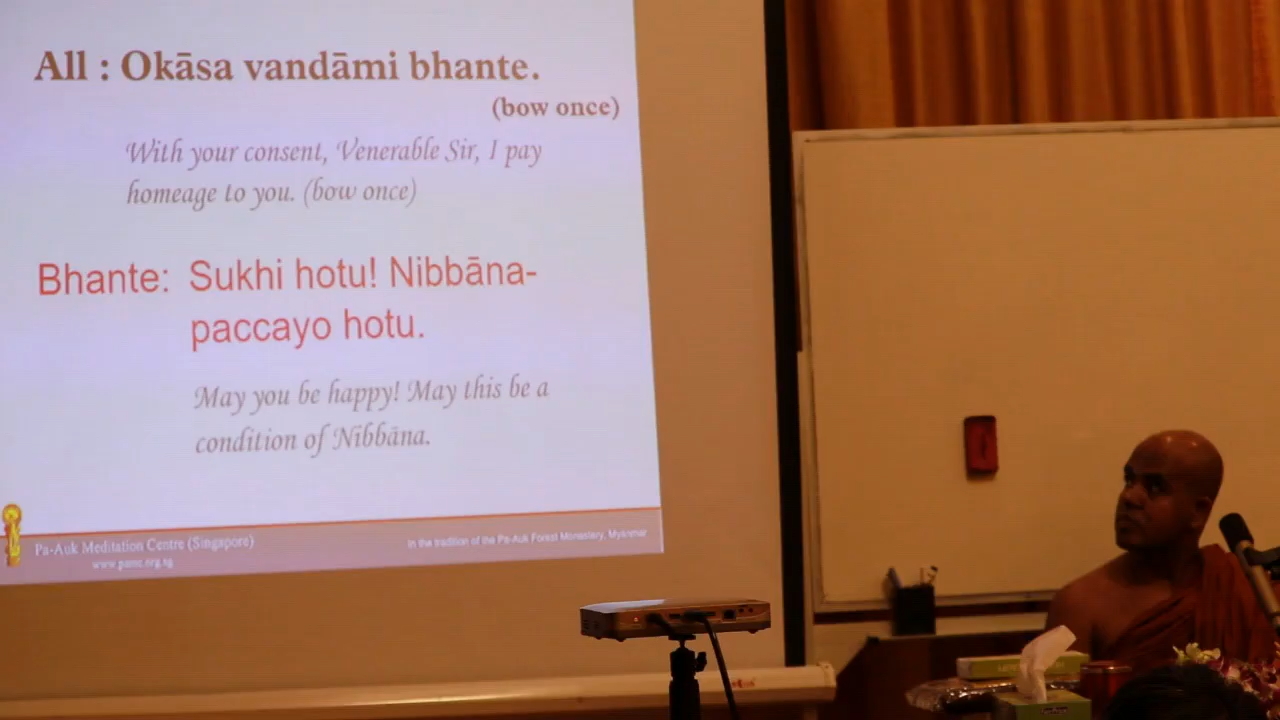 All : Okāsa vandāmi bhante.
(bow once)
With your consent, Venerable Sir, I pay
homeage to you. (bow once)
Bhante: Sukhi hotu! Nibbāna-
paccayo hotu.
May you be happy! May this be a
condition of Nibbāna.
Pa-Auk Meditation Centre (Singapore)
In the tradition of the Pa-Auk Forest Monastery, Myanmar
www.pamc.org.sg